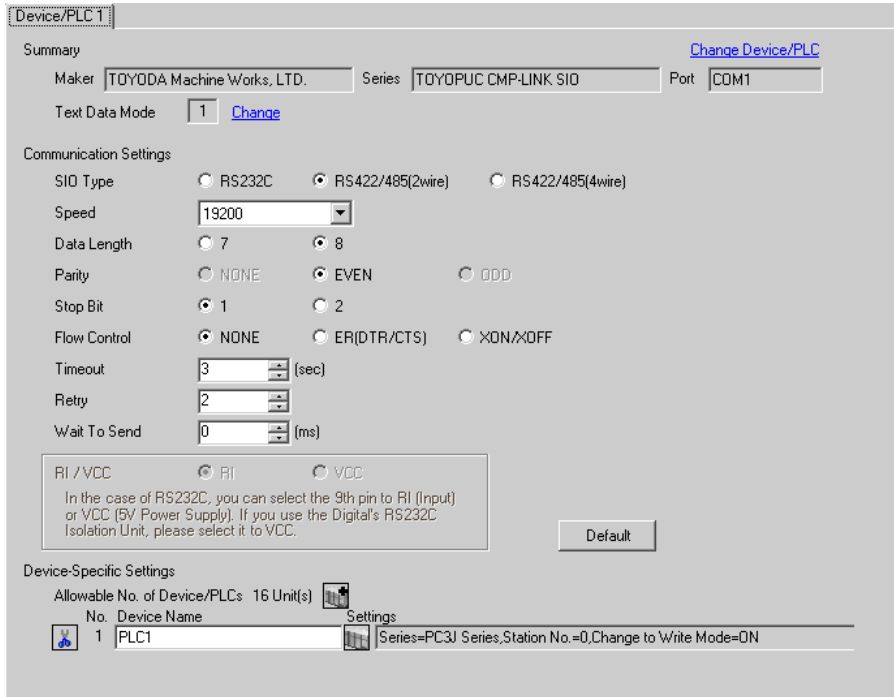 Device/PLC 1
Summary Change Device/PLC
Maker TOYODA Machine Works, LTD. Series TOYOPUC CMP-LINK SIO Port COM1
Text Data Mode 1 Change
Communication Settings
SIO Type RS232C RS422/485(2wire) RS422/485(4wire)
Speed 19200
Data Length 7 8
Parity NONE EVEN ODD
Stop Bit 1 2
Flow Control NONE ER(DTR/CTS) XON/XOFF
Timeout 3 (sec)
Retry 2
Wait To Send 0 (ms)
RI / VCC RI VCC
In the case of RS232C, you can select the 9th pin to RI (Input)
or VCC (5V Power Supply). If you use the Digital's RS232C
Isolation Unit, please select it to VCC.
Default
Device-Specific Settings
Allowable No. of Device/PLCs 16 Unit(s)
No. Device Name Settings
1 PLC1 Series=PC3J Series,Station No.=0,Change to Write Mode=ON